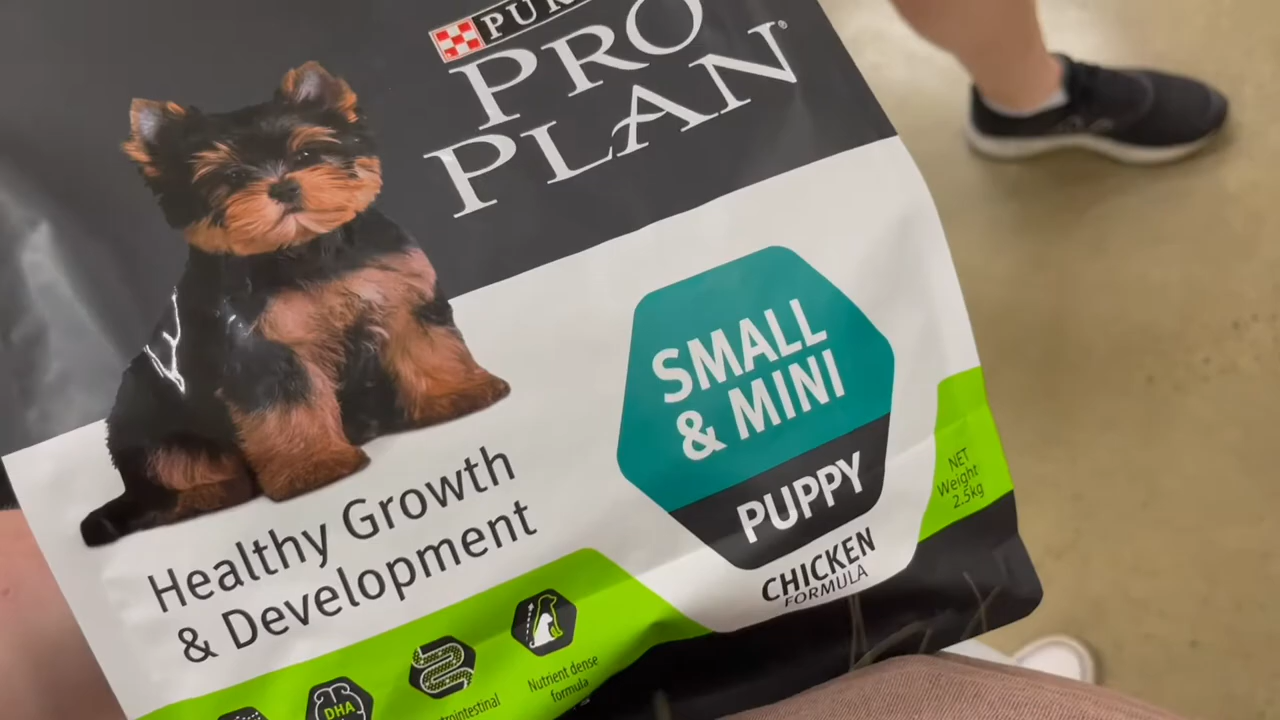 PRO
PLAN
SMALL
& MINI
PUPPY
CHICKEN
FORMULA
NET
Weight
2.5kg
Healthy Growth
& Development
DHA
Nutrient dense
formula